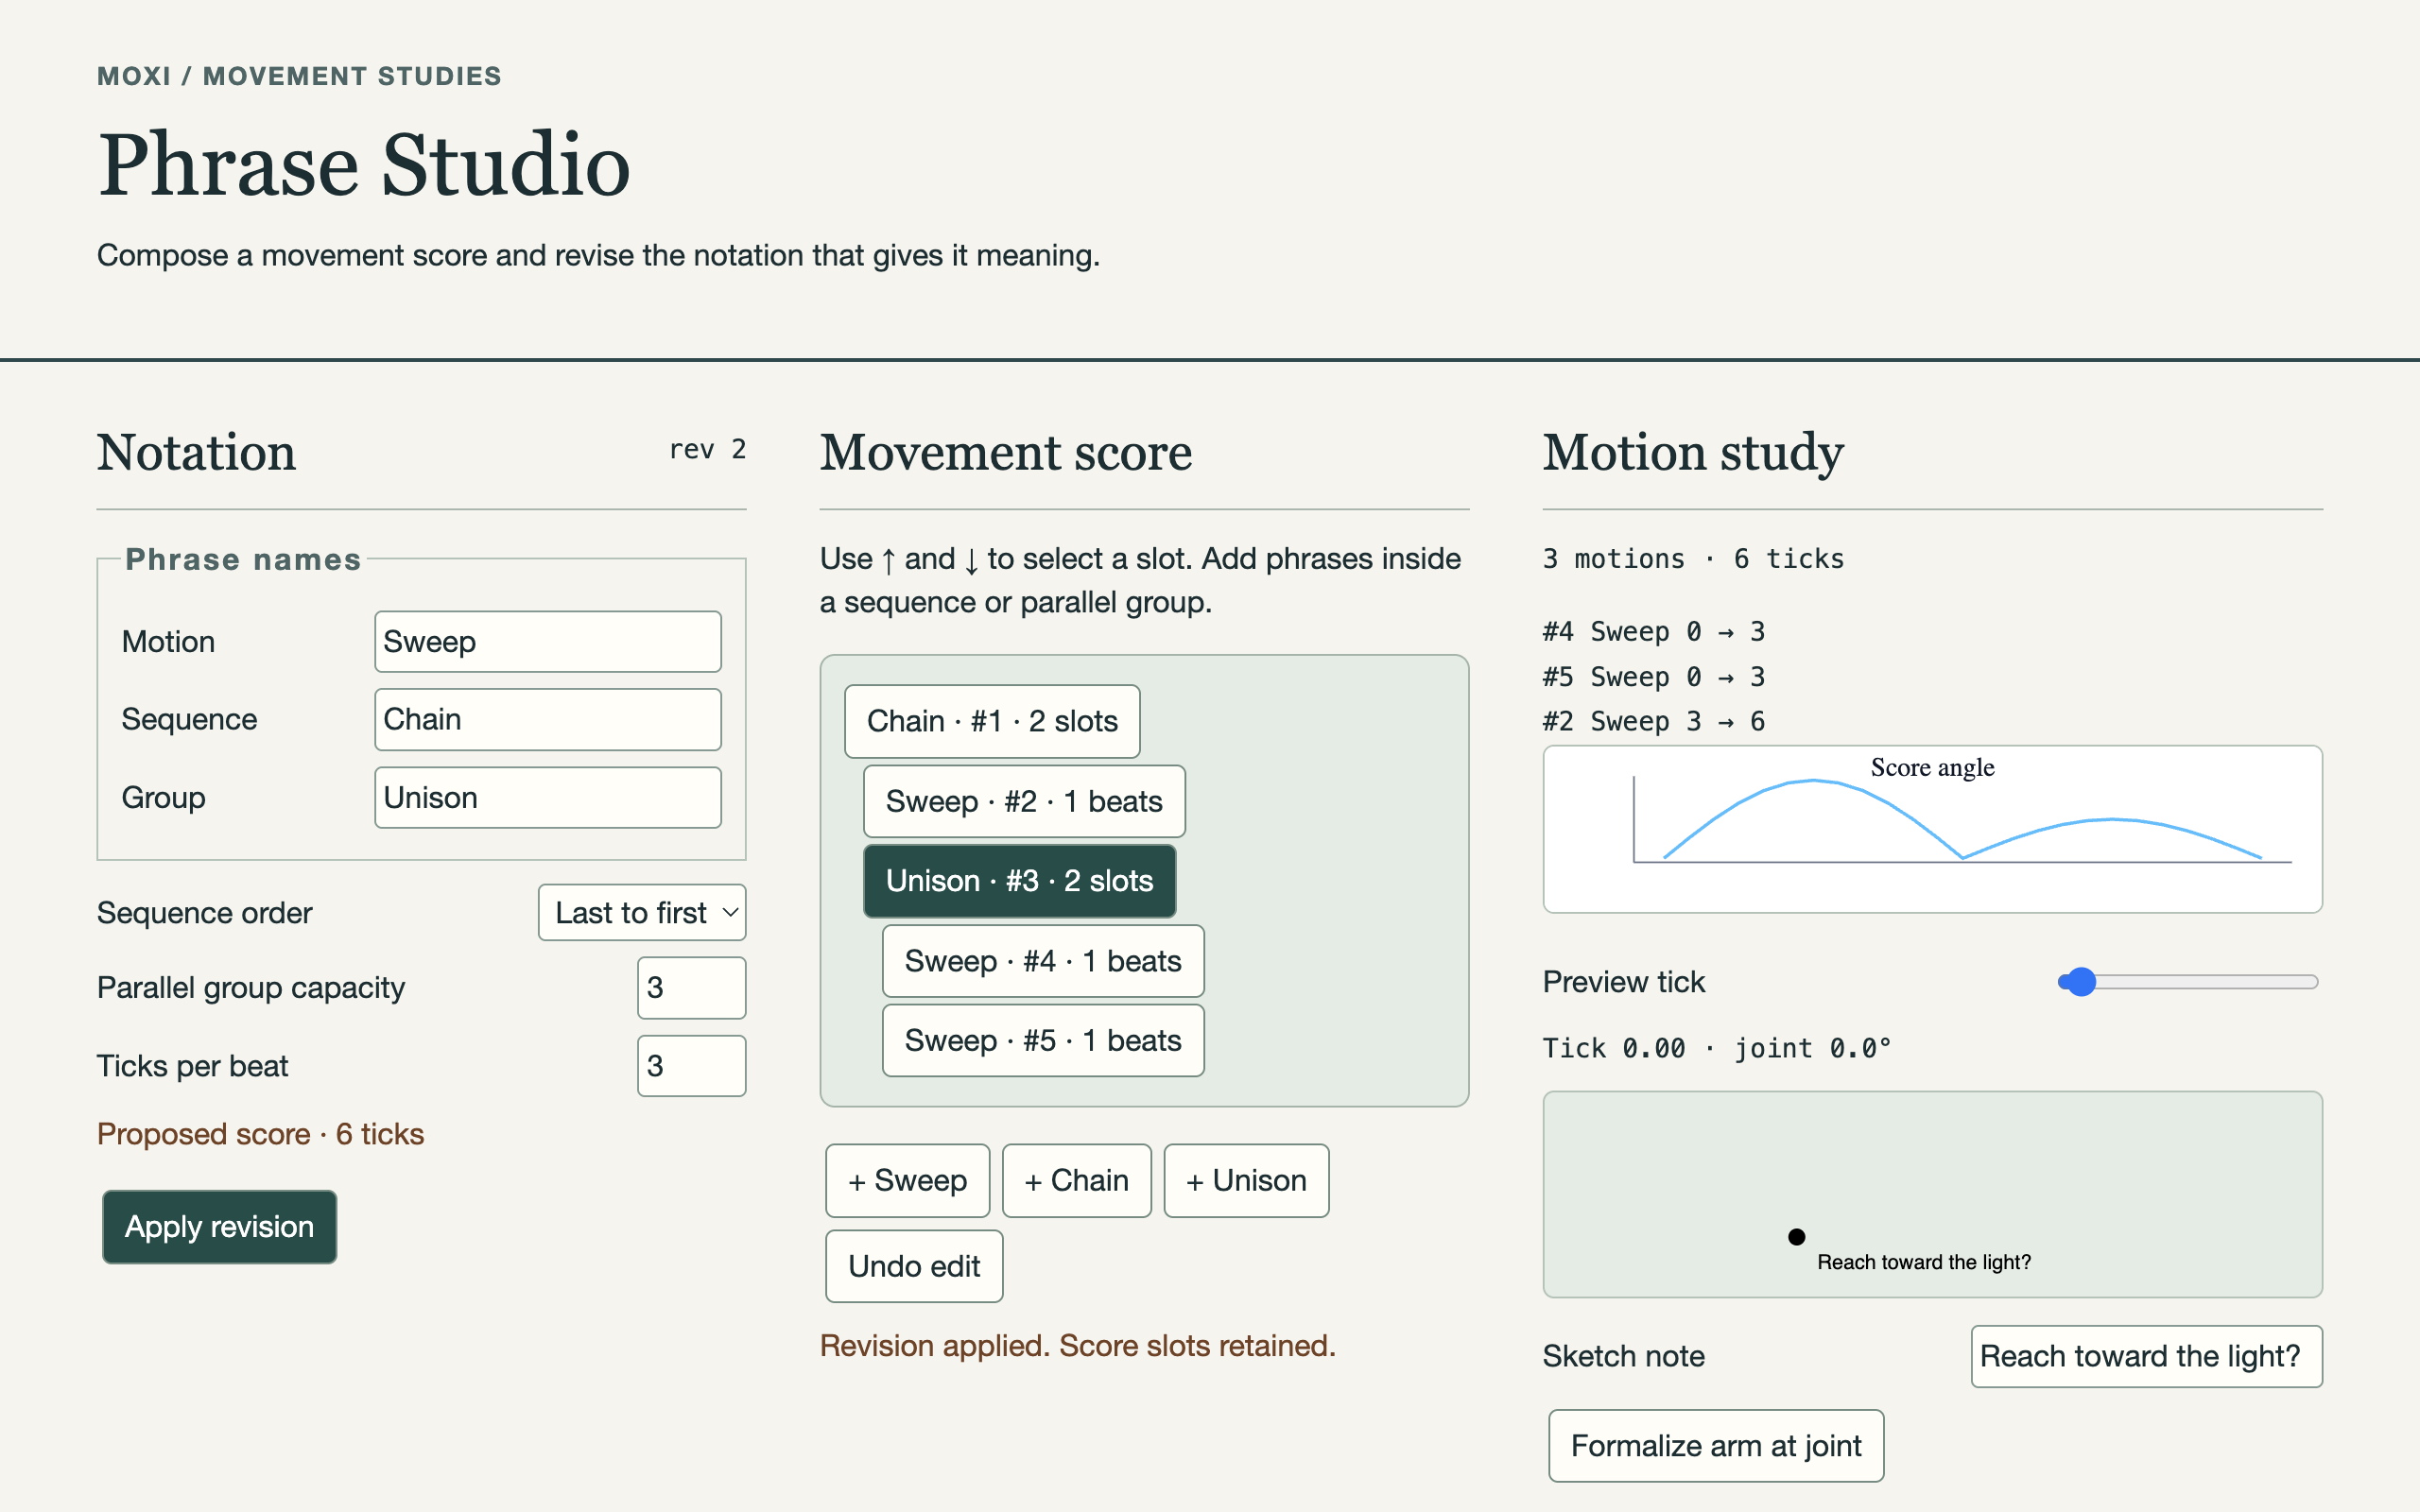 MOXI / MOVEMENT STUDIES
Phrase Studio
Compose a movement score and revise the notation that gives it meaning.
Notation
rev 2
Phrase names
Motion
Sweep
Sequence
Chain
Group
Unison
Sequence order
Last to first
Parallel group capacity
3
Ticks per beat
3
Proposed score · 6 ticks
Apply revision
Movement score
Use ↑ and ↓ to select a slot. Add phrases inside
a sequence or parallel group.
Chain · #1 · 2 slots
Sweep · #2 · 1 beats
Unison · #3 · 2 slots
Sweep · #4 · 1 beats
Sweep · #5 · 1 beats
+ Sweep
+ Chain
+ Unison
Undo edit
Revision applied. Score slots retained.
Motion study
3 motions · 6 ticks
#4 Sweep 0 → 3
#5 Sweep 0 → 3
#2 Sweep 3 → 6
Score angle
Preview tick
Tick 0.00 · joint 0.0°
Reach toward the light?
Sketch note
Reach toward the light?
Formalize arm at joint